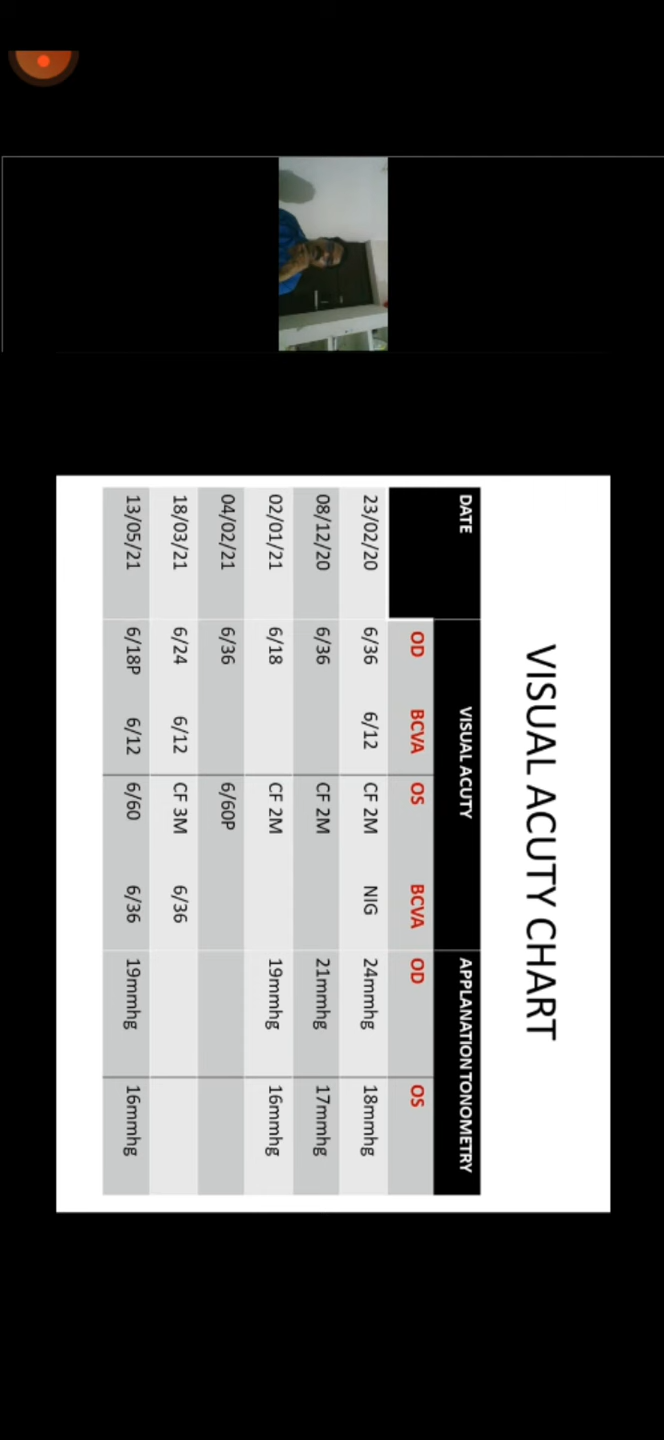 VISUAL ACUTY CHART
DATE VISUAL ACUTY APPLANATION TONOMETRY
OD BCVA OS BCVA OD OS
23/02/20 6/36 6/12 CF 2M NIG 24mmhg 18mmhg
08/12/20 6/36 CF 2M 21mmhg 17mmhg
02/01/21 6/18 CF 2M 19mmhg 16mmhg
04/02/21 6/36 6/60P
18/03/21 6/24 6/12 CF 3M 6/36
13/05/21 6/18P 6/12 6/60 6/36 19mmhg 16mmhg